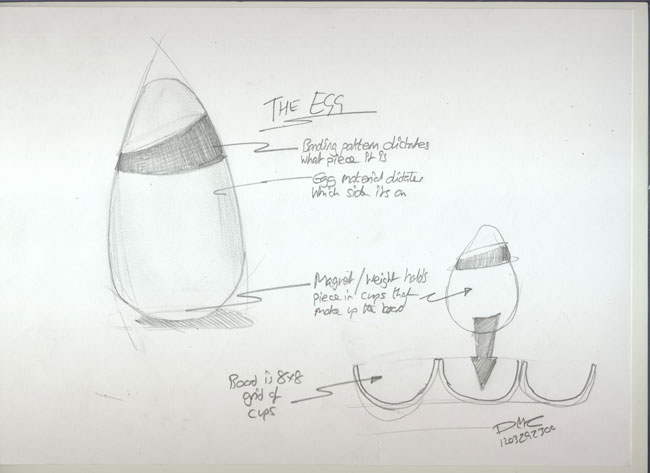 THE EGG
Banding pattern dictates
what piece it is
Egg material dictates
which side its on
Magnet / Weight holds
piece in cups that
make up the board
Board is 8x8
grid of
cups
DMC